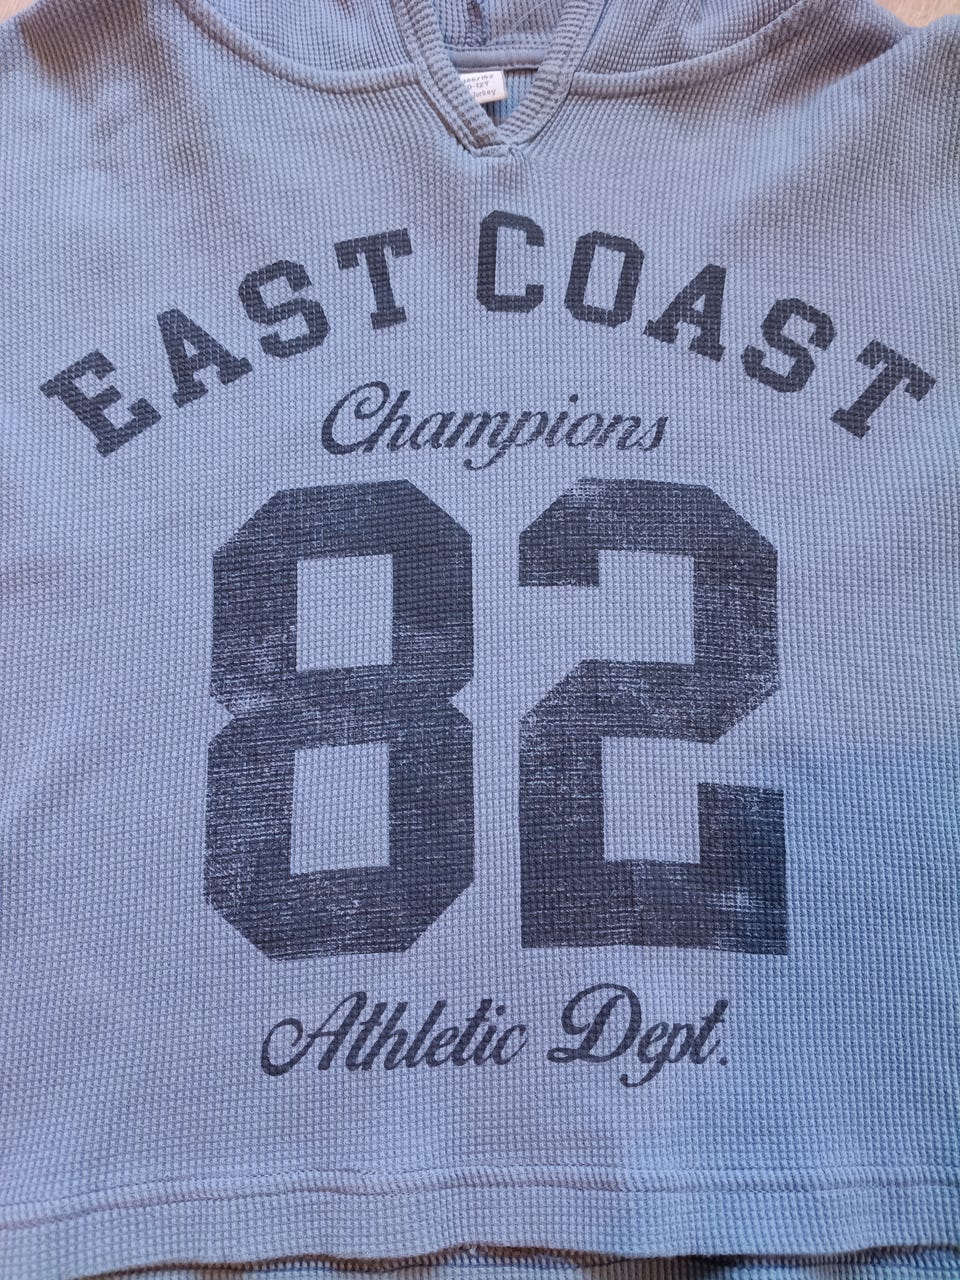 EAST COAST
Champions
82
Athletic Dept.